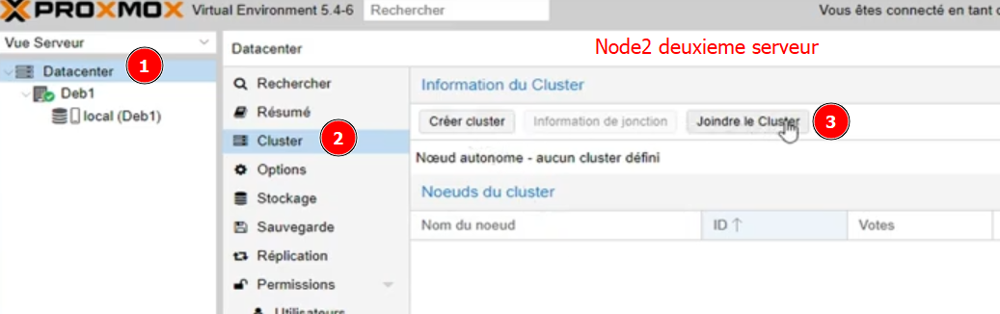 PROXMOX Virtual Environment 5.4-6 Rechercher Vous êtes connecté en tant
Vue Serveur
Datacenter 1
Deb1
local (Deb1)
Datacenter
Node2 deuxieme serveur
Rechercher
Résumé
Cluster 2
Options
Stockage
Sauvegarde
Réplication
Permissions
Utilisateurs
Information du Cluster
Créer cluster Information de jonction Joindre le Cluster 3
Nœud autonome - aucun cluster défini
Noeuds du cluster
Nom du noeud ID ↑ Votes